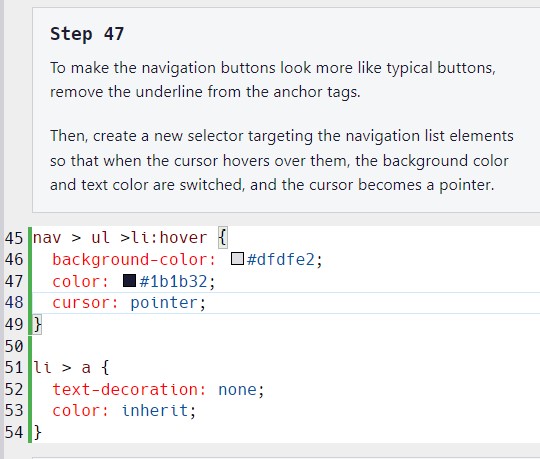 Step 47
To make the navigation buttons look more like typical buttons,
remove the underline from the anchor tags.
Then, create a new selector targeting the navigation list elements
so that when the cursor hovers over them, the background color
and text color are switched, and the cursor becomes a pointer.
45 nav > ul >li:hover {
46   background-color: #dfdfe2;
47   color: #1b1b32;
48   cursor: pointer;
49 }
50
51 li > a {
52   text-decoration: none;
53   color: inherit;
54 }